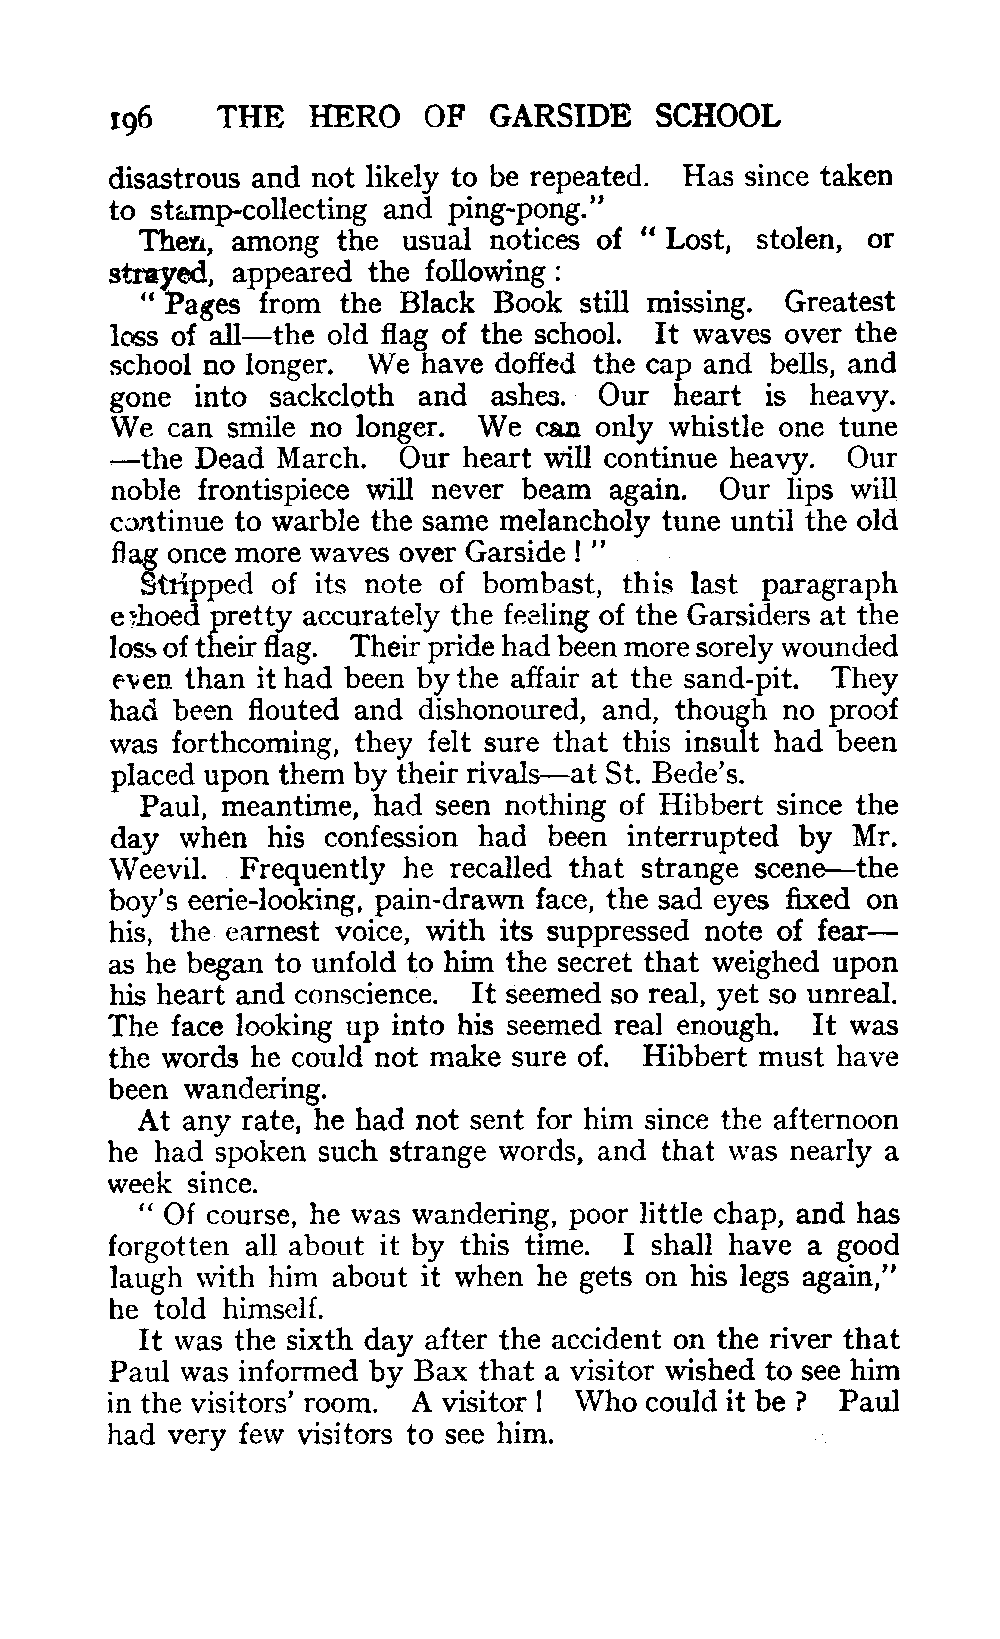 196 THE HERO OF GARSIDE SCHOOL
disastrous and not likely to be repeated. Has since taken
to stamp-collecting and ping-pong."
Then, among the usual notices of " Lost, stolen, or
strayed, appeared the following :
" Pages from the Black Book still missing. Greatest
loss of all—the old flag of the school. It waves over the
school no longer. We have doffed the cap and bells, and
gone into sackcloth and ashes. Our heart is heavy.
We can smile no longer. We can only whistle one tune
—the Dead March. Our heart will continue heavy. Our
noble frontispiece will never beam again. Our lips will
continue to warble the same melancholy tune until the old
flag once more waves over Garside ! "
Stripped of its note of bombast, this last paragraph
echoed pretty accurately the feeling of the Garsiders at the
loss of their flag. Their pride had been more sorely wounded
even than it had been by the affair at the sand-pit. They
had been flouted and dishonoured, and, though no proof
was forthcoming, they felt sure that this insult had been
placed upon them by their rivals—at St. Bede's.
Paul, meantime, had seen nothing of Hibbert since the
day when his confession had been interrupted by Mr.
Weevil. Frequently he recalled that strange scene—the
boy's eerie-looking, pain-drawn face, the sad eyes fixed on
his, the earnest voice, with its suppressed note of fear—
as he began to unfold to him the secret that weighed upon
his heart and conscience. It seemed so real, yet so unreal.
The face looking up into his seemed real enough. It was
the words he could not make sure of. Hibbert must have
been wandering.
At any rate, he had not sent for him since the afternoon
he had spoken such strange words, and that was nearly a
week since.
" Of course, he was wandering, poor little chap, and has
forgotten all about it by this time. I shall have a good
laugh with him about it when he gets on his legs again,"
he told himself.
It was the sixth day after the accident on the river that
Paul was informed by Bax that a visitor wished to see him
in the visitors' room. A visitor ! Who could it be ? Paul
had very few visitors to see him.